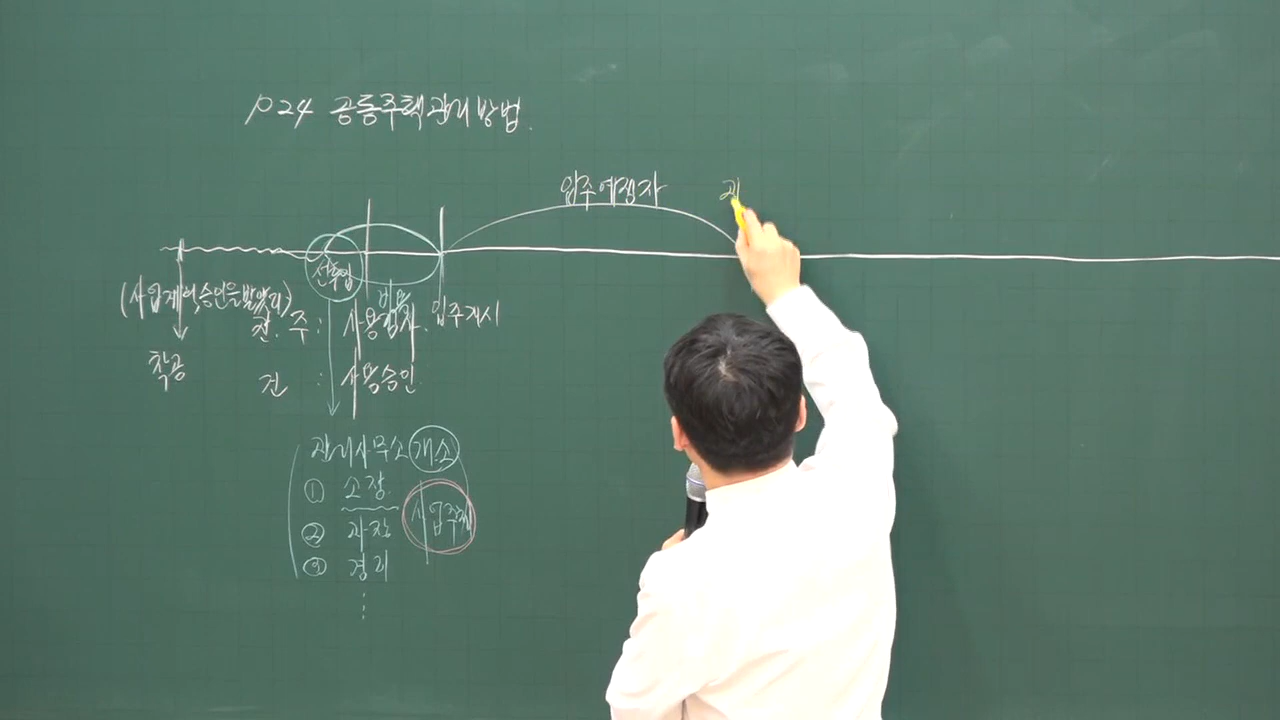 P24 공동주택관리방법.
입주예정자
선투입
비용
(사업계획승인을 받았다)
건. 주 : 사용검사. 입주개시
착공
건 : 사용승인.
관리사무소 개소
① 소장
② 과장
사업주체
③ 경리